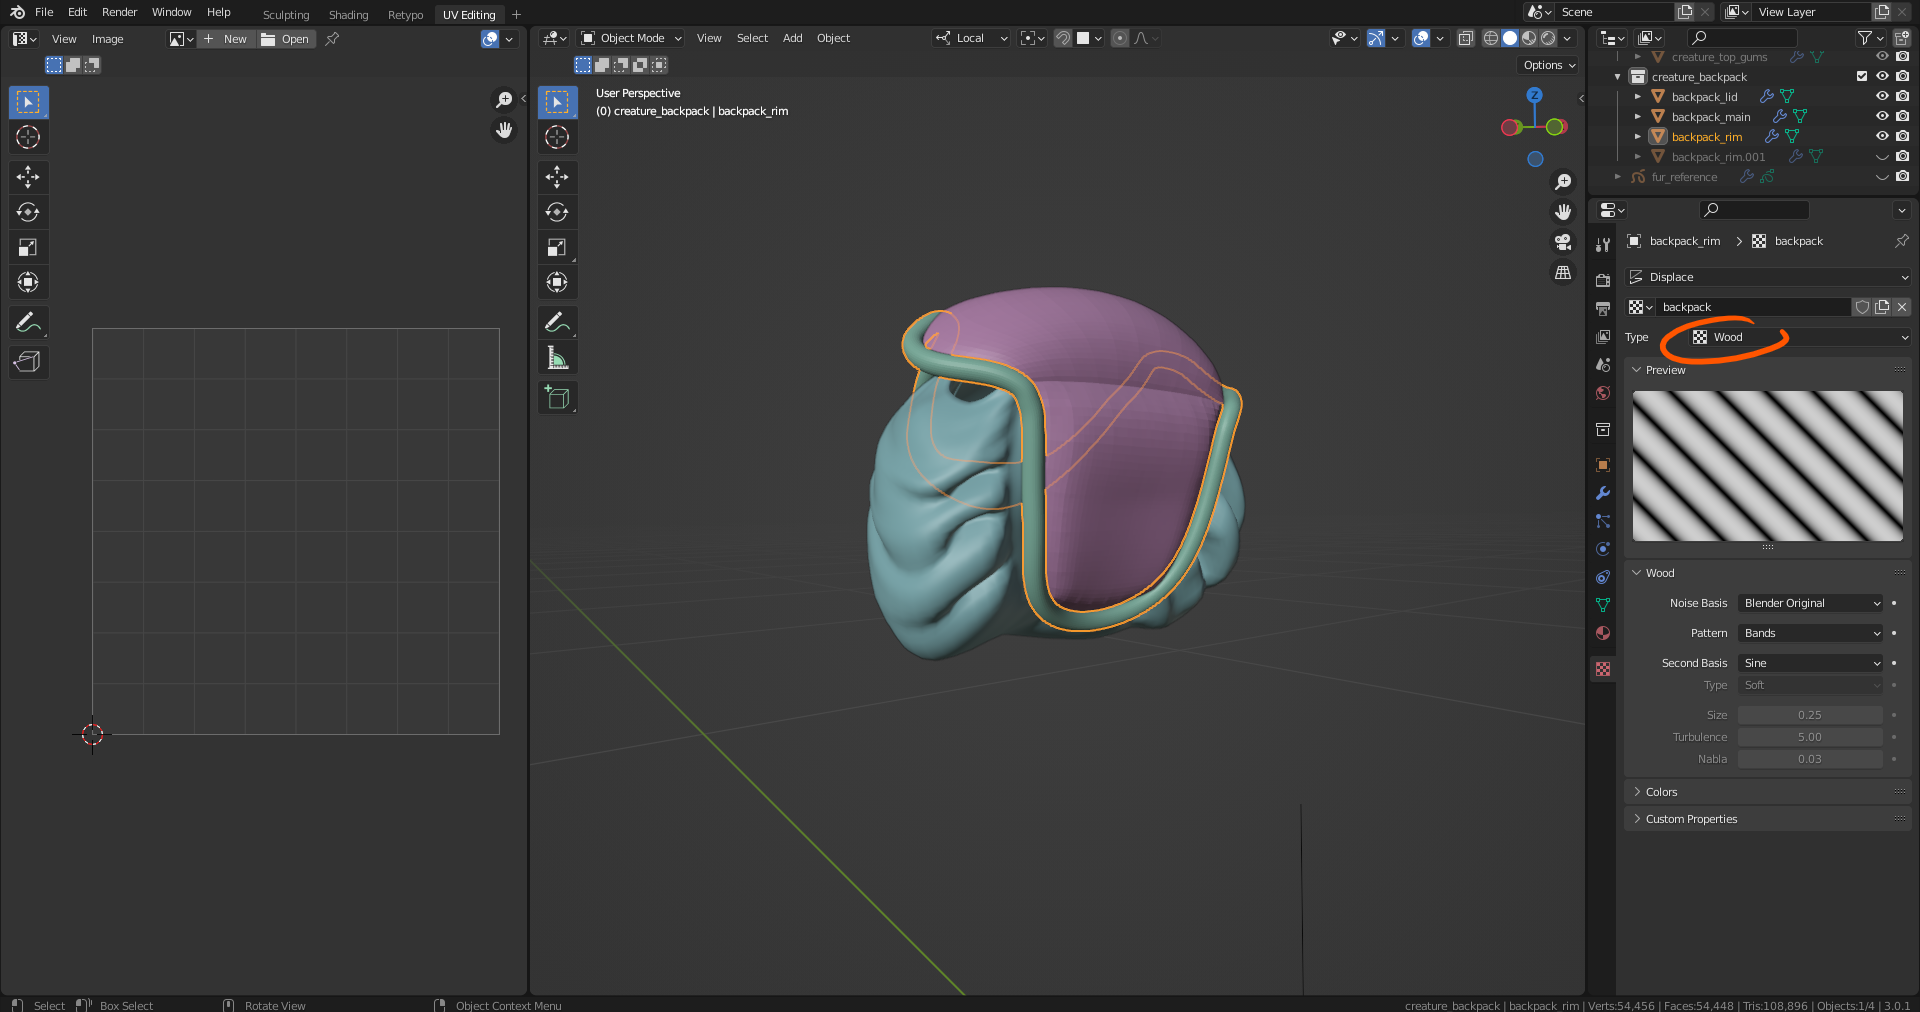 File Edit Render Window Help Sculpting Shading Retypo UV Editing Scene View Layer
View Image New Open Object Mode View Select Add Object Local
Options
User Perspective
(0) creature_backpack | backpack_rim
Z
creature_top_gums
creature_backpack
backpack_lid
backpack_main
backpack_rim
backpack_rim.001
fur_reference
backpack_rim backpack
Displace
backpack
Type Wood
Preview
Wood
Noise Basis Blender Original
Pattern Bands
Second Basis Sine
Type Soft
Size 0.25
Turbulence 5.00
Nabla 0.03
Colors
Custom Properties
Select Box Select Rotate View Object Context Menu creature_backpack | backpack_rim | Verts:54,456 | Faces:54,448 | Tris:108,896 | Objects:1/4 | 3.0.1